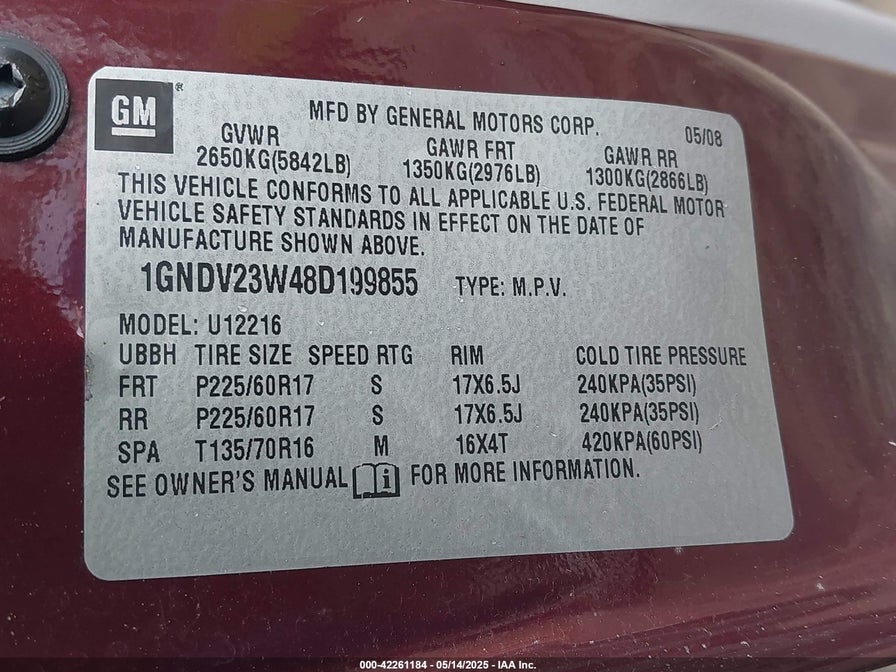 GM
MFD BY GENERAL MOTORS CORP. 05/08
GVWR GAWR FRT GAWR RR
2650KG(5842LB) 1350KG(2976LB) 1300KG(2866LB)
THIS VEHICLE CONFORMS TO ALL APPLICABLE U.S. FEDERAL MOTOR
VEHICLE SAFETY STANDARDS IN EFFECT ON THE DATE OF
MANUFACTURE SHOWN ABOVE.
1GNDV23W48D199855 TYPE: M.P.V.
MODEL: U12216
UBBH TIRE SIZE SPEED RTG RIM COLD TIRE PRESSURE
FRT P225/60R17 S 17X6.5J 240KPA(35PSI)
RR P225/60R17 S 17X6.5J 240KPA(35PSI)
SPA T135/70R16 M 16X4T 420KPA(60PSI)
SEE OWNER'S MANUAL i FOR MORE INFORMATION.
000-42261184 - 05/14/2025 - IAA Inc.